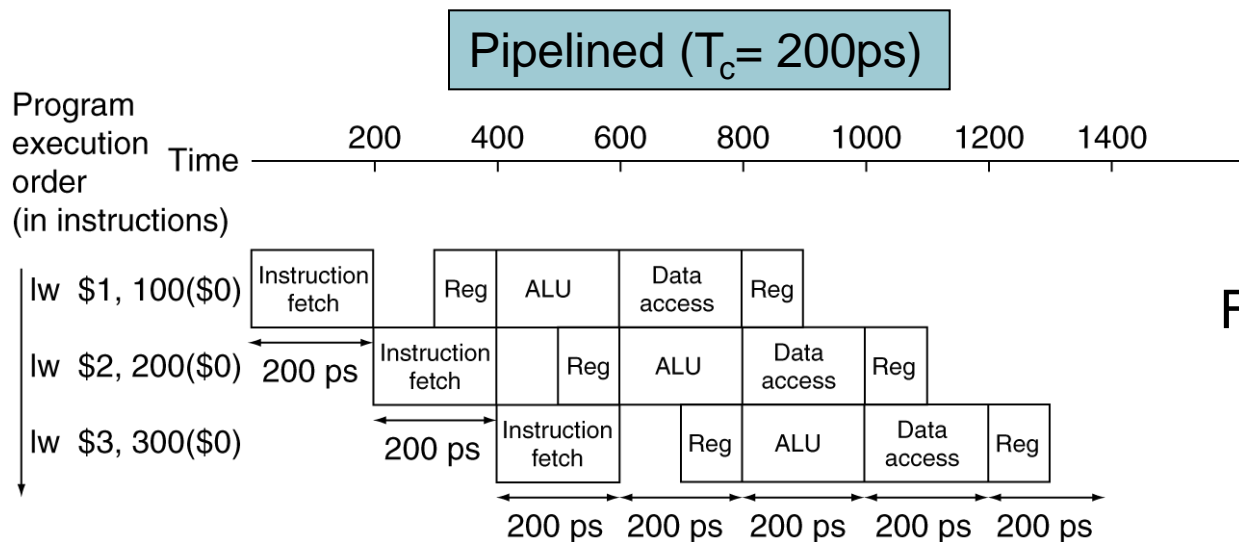 Pipelined (Tc= 200ps)
Program
execution
order
(in instructions)
Time
200 400 600 800 1000 1200 1400
lw $1, 100($0)
Instruction
fetch
Reg
ALU
Data
access
Reg
200 ps
lw $2, 200($0)
Instruction
fetch
Reg
ALU
Data
access
Reg
200 ps
lw $3, 300($0)
Instruction
fetch
Reg
ALU
Data
access
Reg
200 ps 200 ps 200 ps 200 ps 200 ps